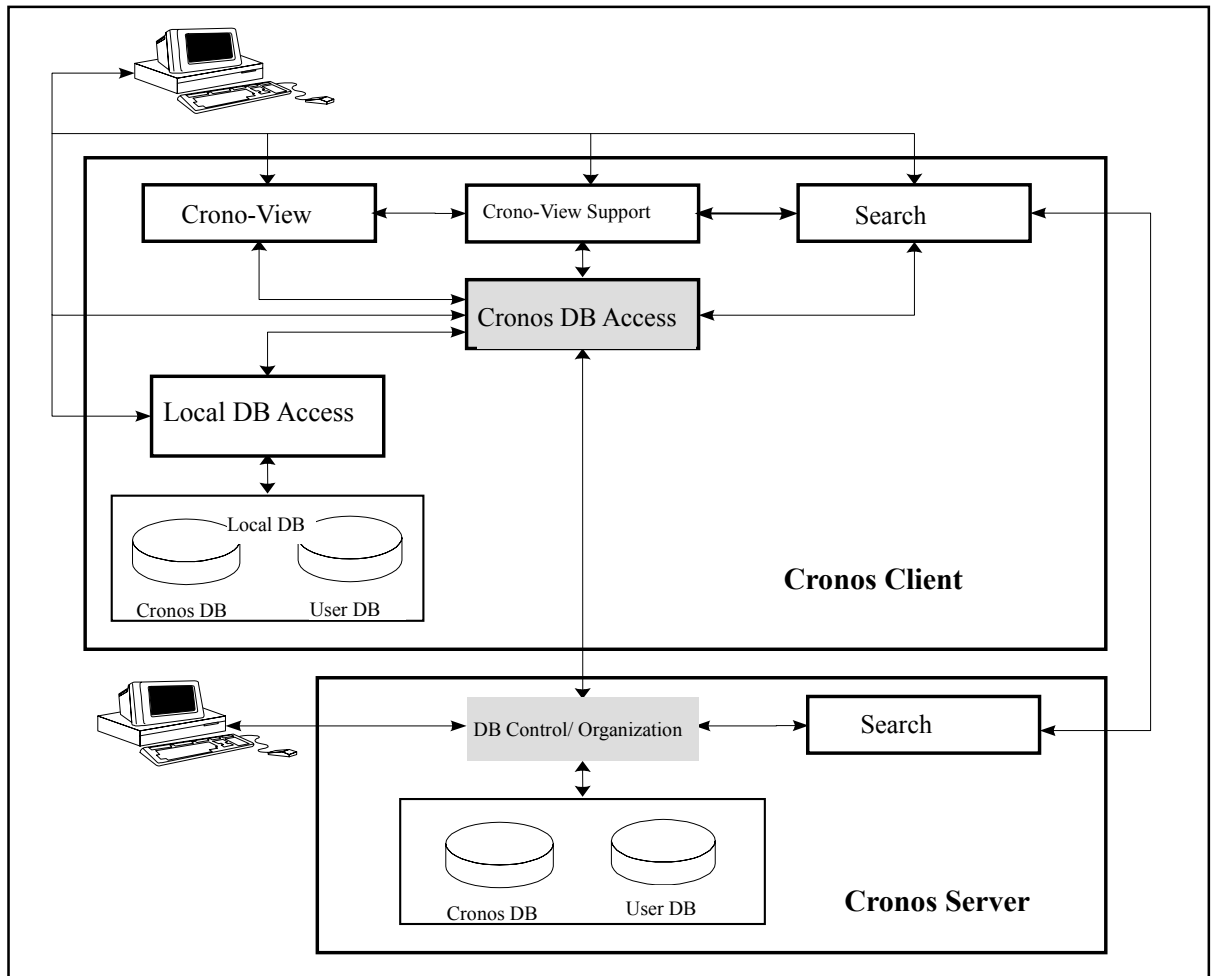 Crono-View
Crono-View Support
Search
Cronos DB Access
Local DB Access
Local DB
Cronos DB
User DB
Cronos Client
DB Control/ Organization
Search
Cronos DB
User DB
Cronos Server